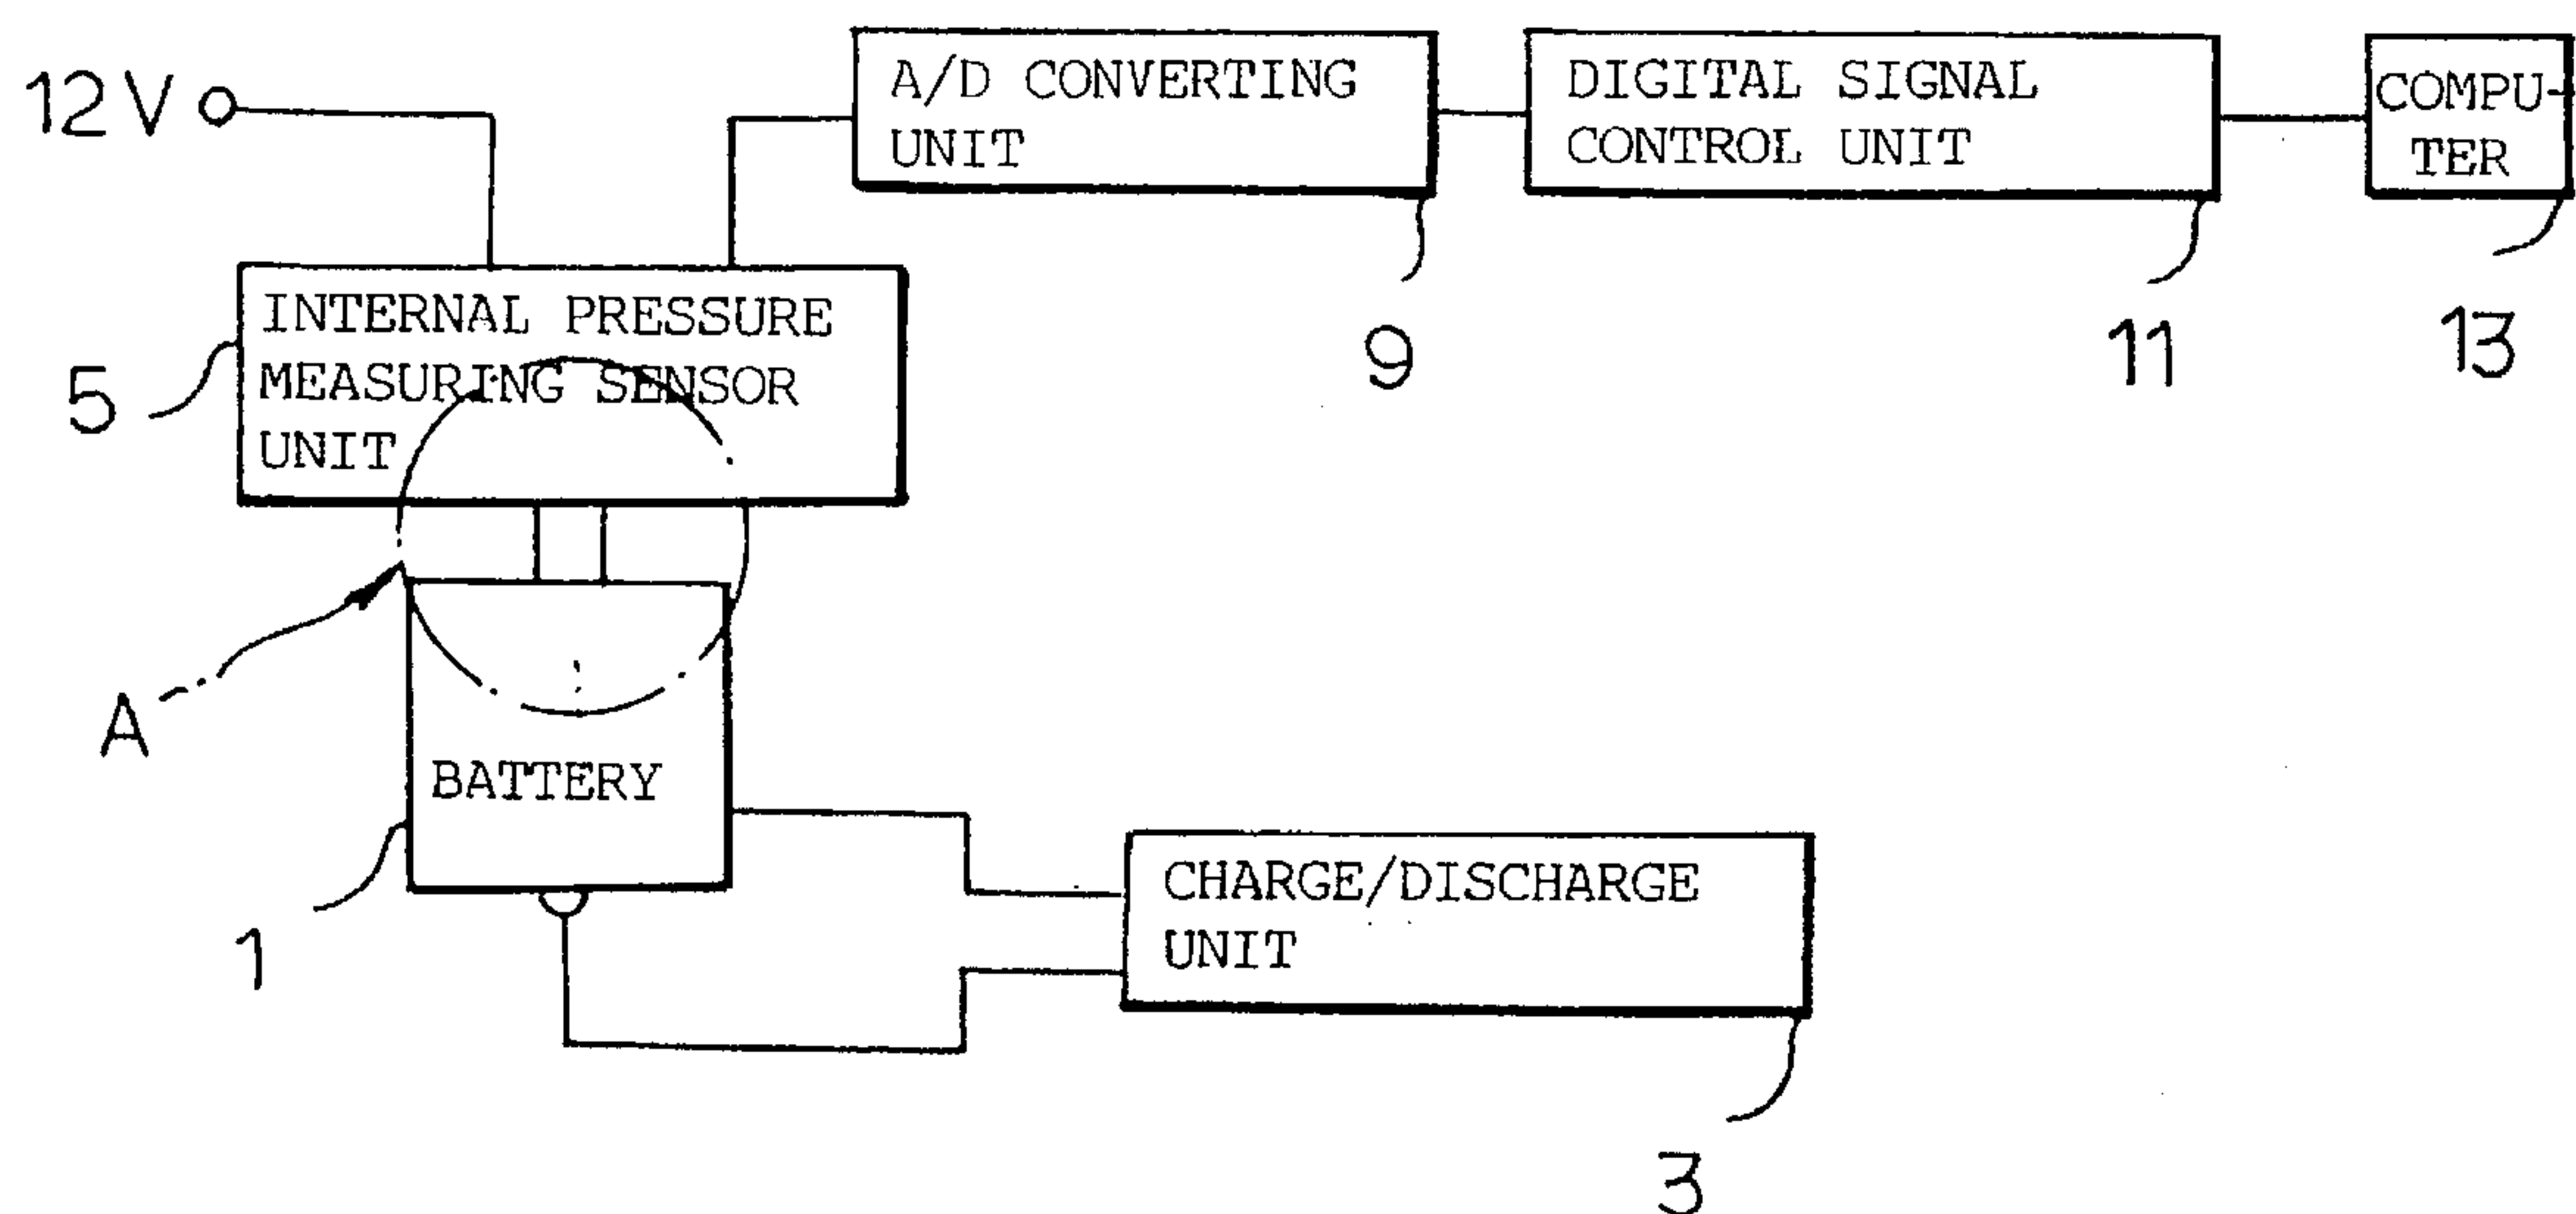 12V
A/D CONVERTING
UNIT
DIGITAL SIGNAL
CONTROL UNIT
COMPU-
TER
9
11
13
INTERNAL PRESSURE
MEASURING SENSOR
UNIT
5
A
BATTERY
1
CHARGE/DISCHARGE
UNIT
3